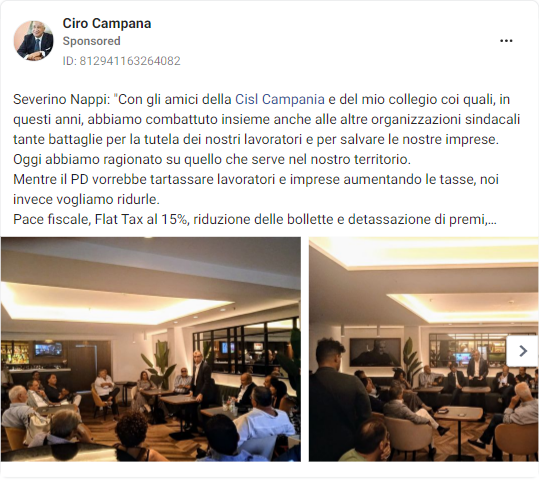 Ciro Campana
Sponsored
ID: 812941163264082
Severino Nappi: "Con gli amici della Cisl Campania e del mio collegio coi quali, in
questi anni, abbiamo combattuto insieme anche alle altre organizzazioni sindacali
tante battaglie per la tutela dei nostri lavoratori e per salvare le nostre imprese.
Oggi abbiamo ragionato su quello che serve nel nostro territorio.
Mentre il PD vorrebbe tartassare lavoratori e imprese aumentando le tasse, noi
invece vogliamo ridurle.
Pace fiscale, Flat Tax al 15%, riduzione delle bollette e detassazione di premi,...